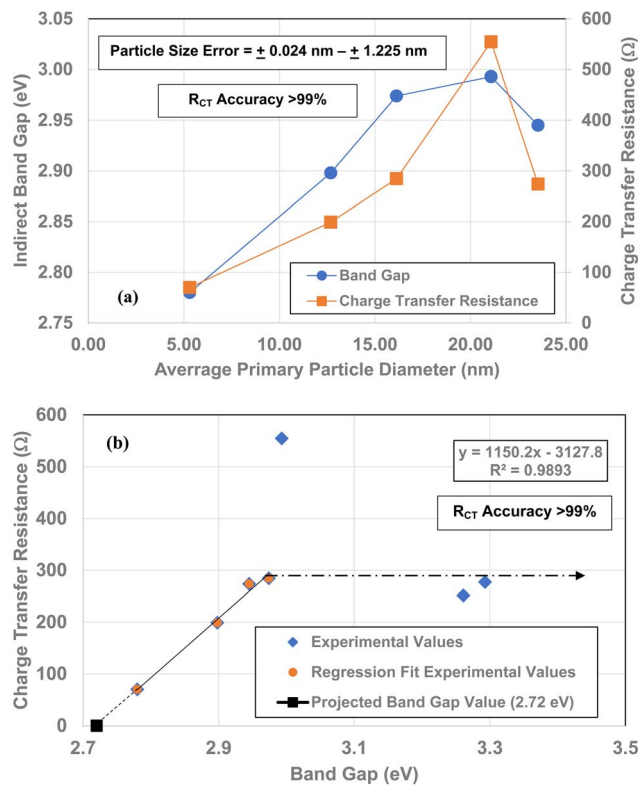 3.05
600
3.00
500
2.95
400
2.90
300
2.85
200
2.80
100
2.75
0
Indirect Band Gap (eV)
Charge Transfer Resistance (Ω)
Particle Size Error = ± 0.024 nm – ± 1.225 nm
R_CT Accuracy >99%
Band Gap
Charge Transfer Resistance
(a)
0.00 5.00 10.00 15.00 20.00 25.00
Averrage Primary Particle Diameter (nm)
600
500
400
300
200
100
0
Charge Transfer Resistance (Ω)
(b)
y = 1150.2x - 3127.8
R² = 0.9893
R_CT Accuracy >99%
Experimental Values
Regression Fit Experimental Values
Projected Band Gap Value (2.72 eV)
2.7 2.9 3.1 3.3 3.5
Band Gap (eV)